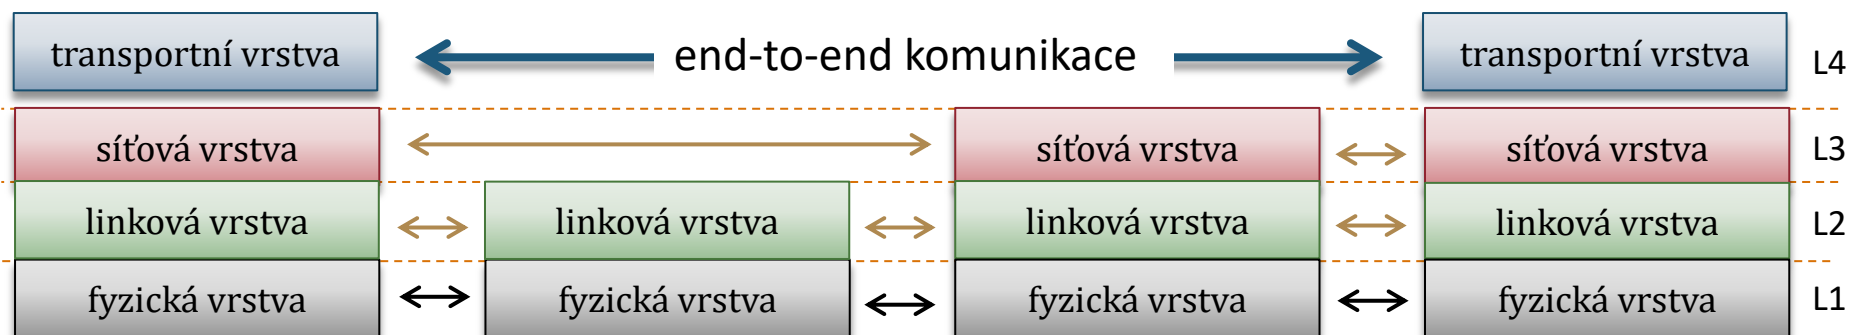 transportní vrstva end-to-end komunikace transportní vrstva L4
síťová vrstva síťová vrstva síťová vrstva L3
linková vrstva linková vrstva linková vrstva linková vrstva L2
fyzická vrstva fyzická vrstva fyzická vrstva fyzická vrstva L1